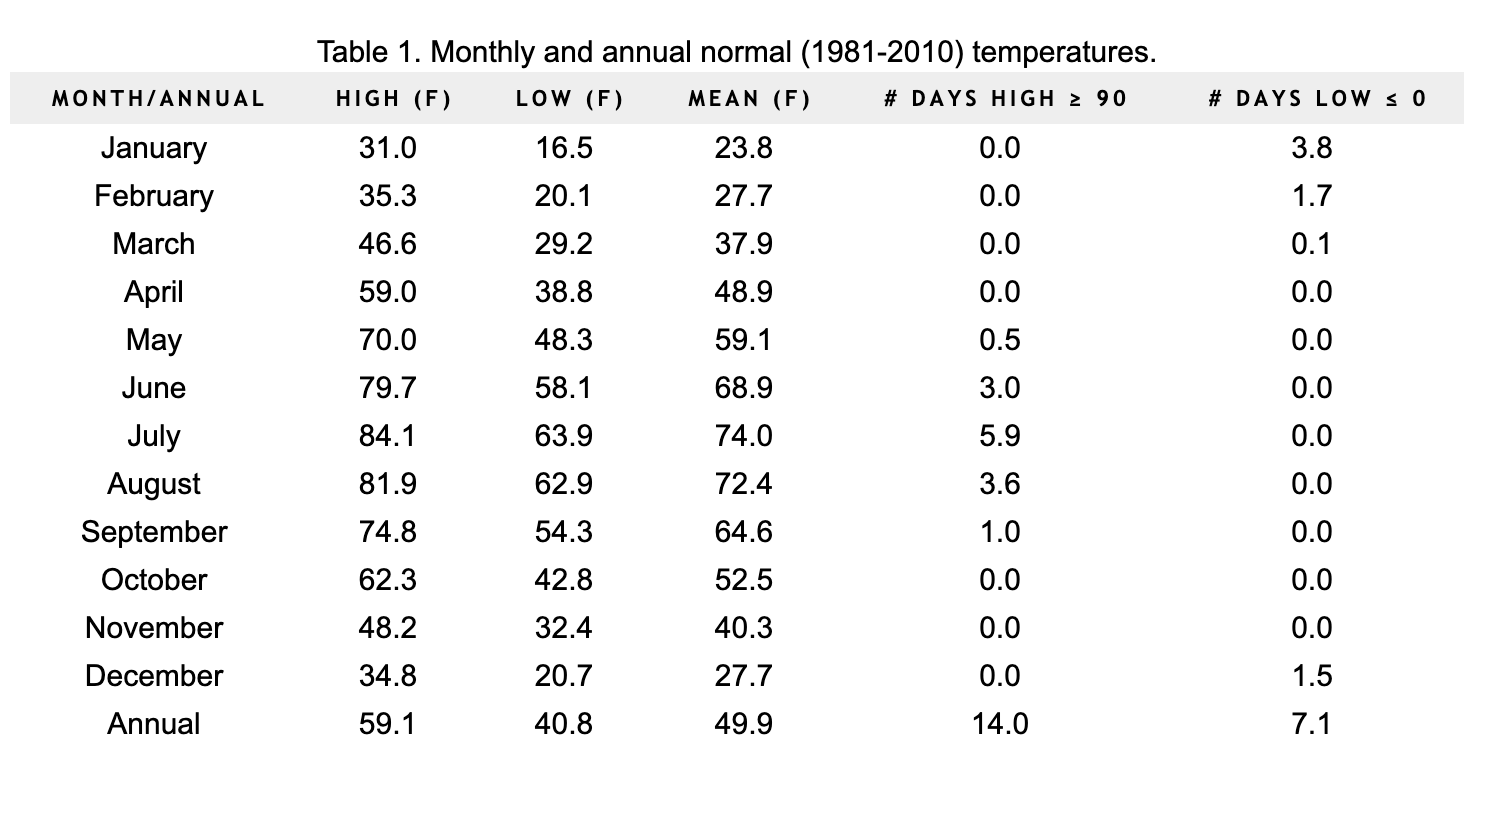 Table 1. Monthly and annual normal (1981-2010) temperatures.
MONTH/ANNUAL HIGH (F) LOW (F) MEAN (F) # DAYS HIGH ≥ 90 # DAYS LOW ≤ 0
January 31.0 16.5 23.8 0.0 3.8
February 35.3 20.1 27.7 0.0 1.7
March 46.6 29.2 37.9 0.0 0.1
April 59.0 38.8 48.9 0.0 0.0
May 70.0 48.3 59.1 0.5 0.0
June 79.7 58.1 68.9 3.0 0.0
July 84.1 63.9 74.0 5.9 0.0
August 81.9 62.9 72.4 3.6 0.0
September 74.8 54.3 64.6 1.0 0.0
October 62.3 42.8 52.5 0.0 0.0
November 48.2 32.4 40.3 0.0 0.0
December 34.8 20.7 27.7 0.0 1.5
Annual 59.1 40.8 49.9 14.0 7.1